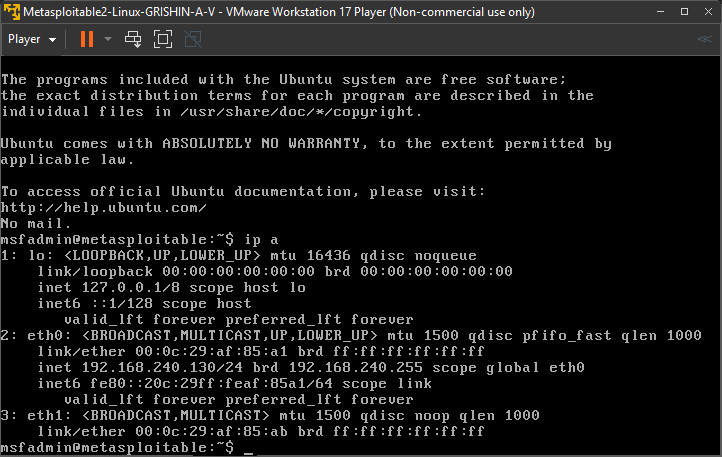 Metasploitable2-Linux-GRISHIN-A-V - VMware Workstation 17 Player (Non-commercial use only)
Player
The programs included with the Ubuntu system are free software;
the exact distribution terms for each program are described in the
individual files in /usr/share/doc/*/copyright.
Ubuntu comes with ABSOLUTELY NO WARRANTY, to the extent permitted by
applicable law.
To access official Ubuntu documentation, please visit:
http://help.ubuntu.com/
No mail.
msfadmin@metasploitable:~$ ip a
1: lo: <LOOPBACK,UP,LOWER_UP> mtu 16436 qdisc noqueue
    link/loopback 00:00:00:00:00:00 brd 00:00:00:00:00:00
    inet 127.0.0.1/8 scope host lo
    inet6 ::1/128 scope host
       valid_lft forever preferred_lft forever
2: eth0: <BROADCAST,MULTICAST,UP,LOWER_UP> mtu 1500 qdisc pfifo_fast qlen 1000
    link/ether 00:0c:29:af:85:a1 brd ff:ff:ff:ff:ff:ff
    inet 192.168.240.130/24 brd 192.168.240.255 scope global eth0
    inet6 fe80::20c:29ff:feaf:85a1/64 scope link
       valid_lft forever preferred_lft forever
3: eth1: <BROADCAST,MULTICAST> mtu 1500 qdisc noop qlen 1000
    link/ether 00:0c:29:af:85:ab brd ff:ff:ff:ff:ff:ff
msfadmin@metasploitable:~$ _